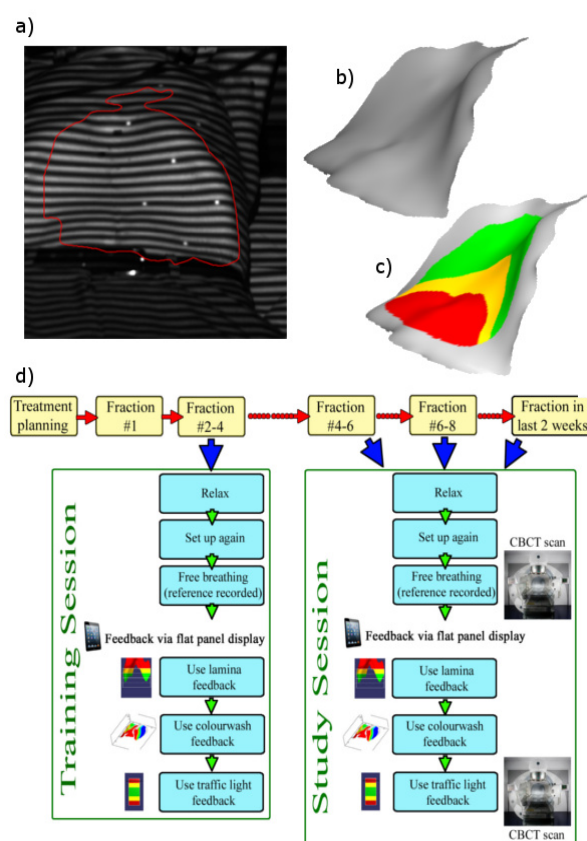 a)
b)
c)
d)
Treatment
planning
Fraction
#1
Fraction
#2-4
Fraction
#4-6
Fraction
#6-8
Fraction in
last 2 weeks
Training Session
Relax
Set up again
Free breathing
(reference recorded)
Feedback via flat panel display
Use lamina
feedback
Use colourwash
feedback
Use traffic light
feedback
Study Session
Relax
Set up again
CBCT scan
Free breathing
(reference recorded)
Feedback via flat panel display
Use lamina
feedback
Use colourwash
feedback
Use traffic light
feedback
CBCT scan